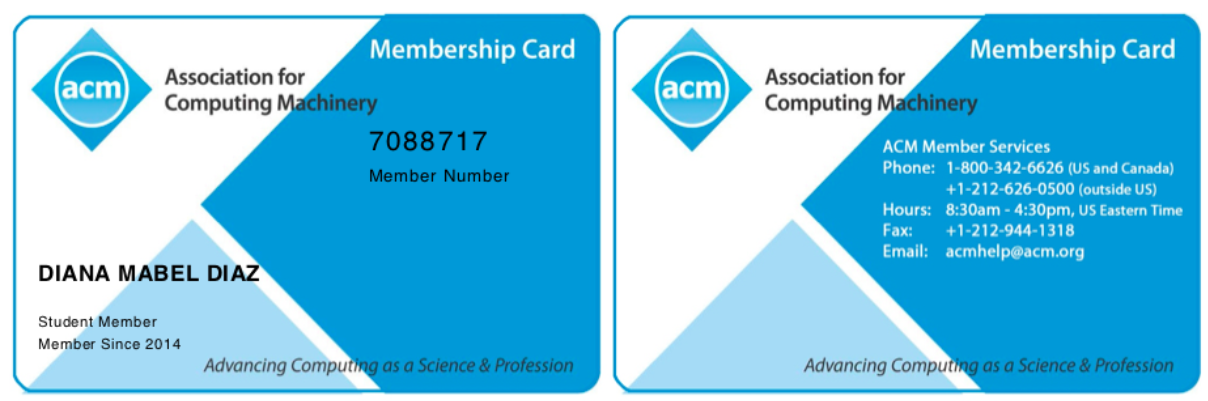 Membership Card
acm
Association for
Computing Machinery
7088717
Member Number
DIANA MABEL DIAZ
Student Member
Member Since 2014
Advancing Computing as a Science & Profession
Membership Card
acm
Association for
Computing Machinery
ACM Member Services
Phone: 1-800-342-6626 (US and Canada)
+1-212-626-0500 (outside US)
Hours: 8:30am - 4:30pm, US Eastern Time
Fax: +1-212-944-1318
Email: acmhelp@acm.org
Advancing Computing as a Science & Profession